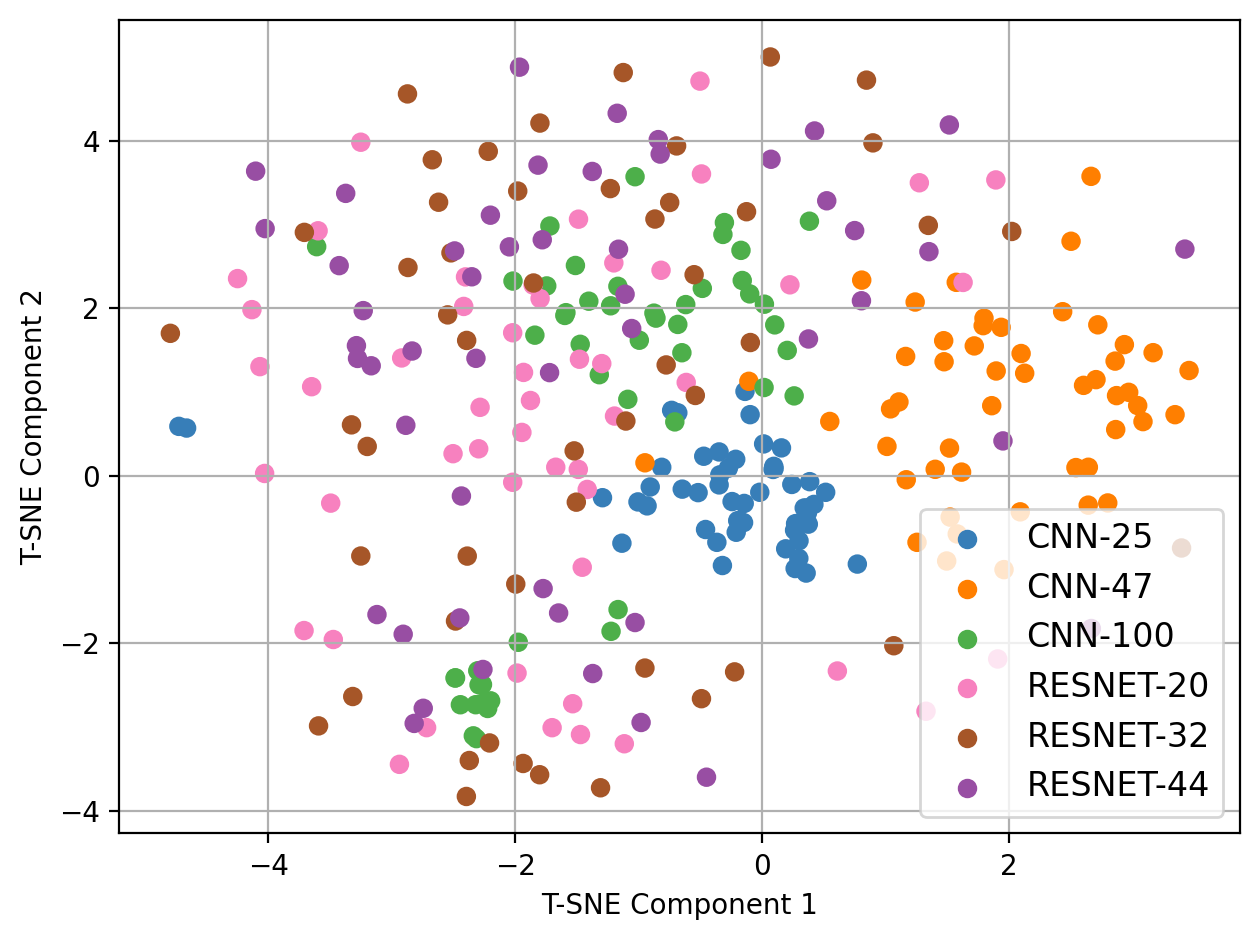 4
2
0
−2
−4
T-SNE Component 2
−4
−2
0
2
T-SNE Component 1
CNN-25
CNN-47
CNN-100
RESNET-20
RESNET-32
RESNET-44